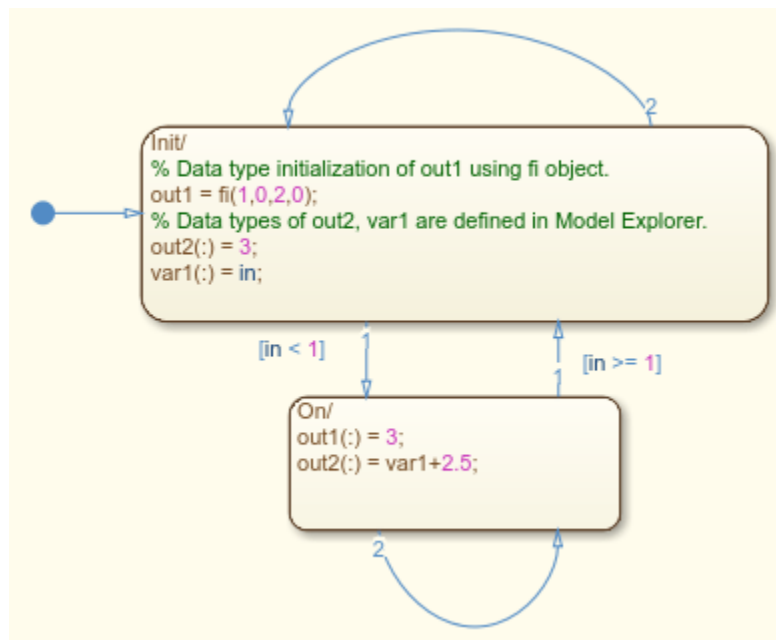 2
Init/
% Data type initialization of out1 using fi object.
out1 = fi(1,0,2,0);
% Data types of out2, var1 are defined in Model Explorer.
out2(:) = 3;
var1(:) = in;
[in < 1]
1
[in >= 1]
1
On/
out1(:) = 3;
out2(:) = var1+2.5;
2